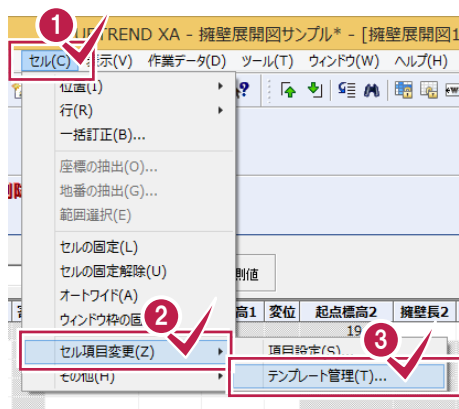 1
TREND XA - 擁壁展開図サンプル* - [擁壁展開図1
セル(C) 表示(V) 作業データ(D) ツール(T) ウィンドウ(W) ヘルプ(H)
位置(I)
行(R)
一括訂正(B)...
座標の抽出(O)...
地番の抽出(G)...
範囲選択(E)
セルの固定(L)
セルの固定解除(U)
オートワイド(A)
測値
ウィンドウ枠の固
2
高1 変位 起点標高2 擁壁長2
19
3
セル項目変更(Z)
項目設定(S)...
テンプレート管理(T)...
その他(H)